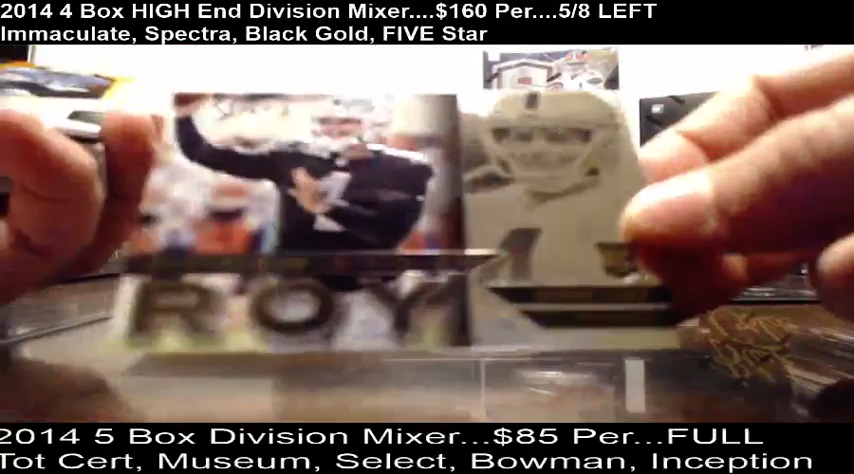 2014 4 Box HIGH End Division Mixer....$160 Per....5/8 LEFT
Immaculate, Spectra, Black Gold, FIVE Star
ROY
2014 5 Box Division Mixer...$85 Per...FULL
Tot Cert, Museum, Select, Bowman, Inception